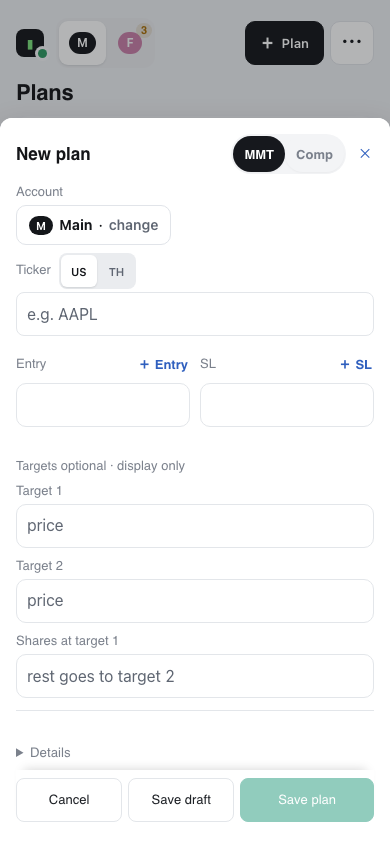 M F 3 + Plan ···
Plans
New plan MMT Comp ×
Account
M Main · change
Ticker US TH
e.g. AAPL
Entry + Entry SL + SL
Targets optional · display only
Target 1
price
Target 2
price
Shares at target 1
rest goes to target 2
Details
Cancel Save draft Save plan